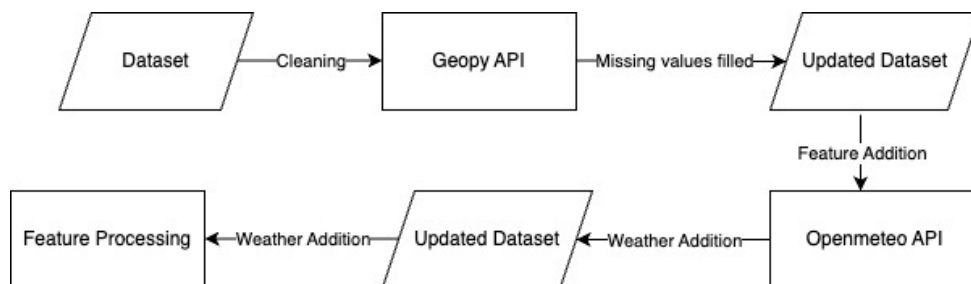 Dataset
Cleaning
Geopy API
Missing values filled
Updated Dataset
Feature Addition
Feature Processing
Weather Addition
Updated Dataset
Weather Addition
Openmeteo API